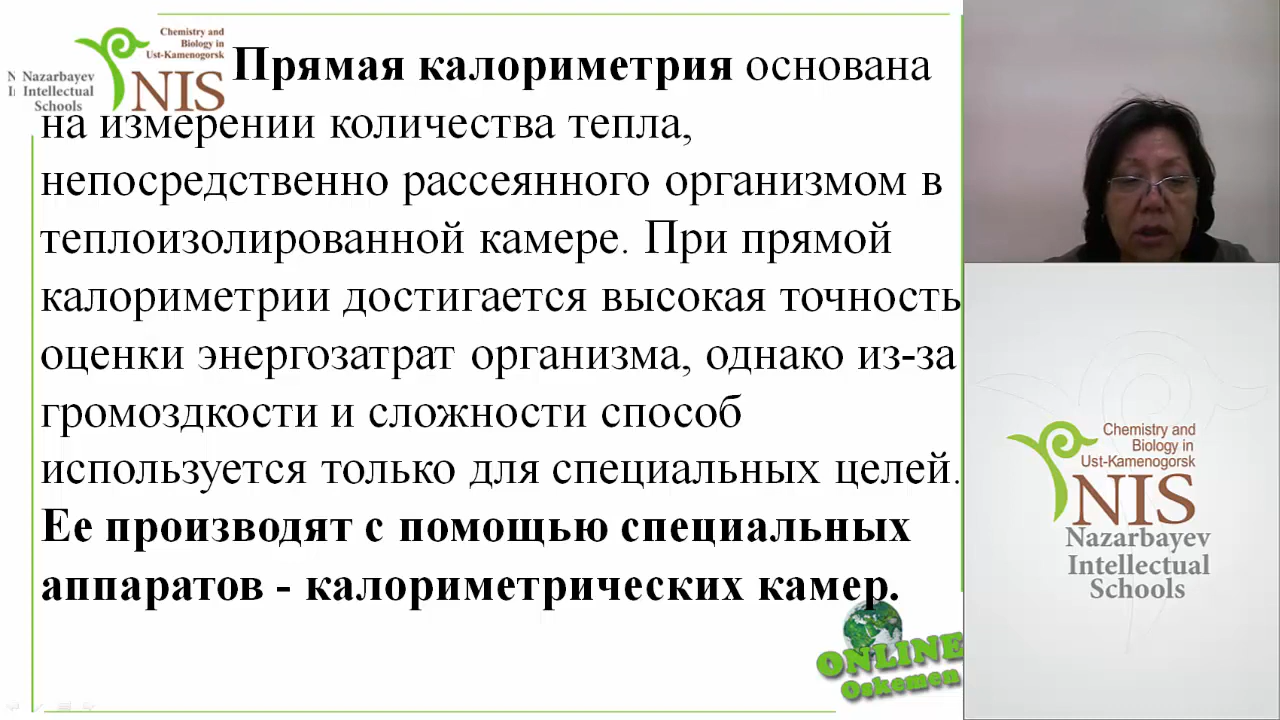 Chemistry and
Biology in
Ust-Kamenogorsk
NIS
Nazarbayev
Intellectual
Schools
Прямая калориметрия основана
на измерении количества тепла,
непосредственно рассеянного организмом в
теплоизолированной камере. При прямой
калориметрии достигается высокая точность
оценки энергозатрат организма, однако из-за
громоздкости и сложности способ
используется только для специальных целей.
Ее производят с помощью специальных
аппаратов - калориметрических камер.
ONLINE
Oskemen
Chemistry and
Biology in
Ust-Kamenogorsk
NIS
Nazarbayev
Intellectual
Schools